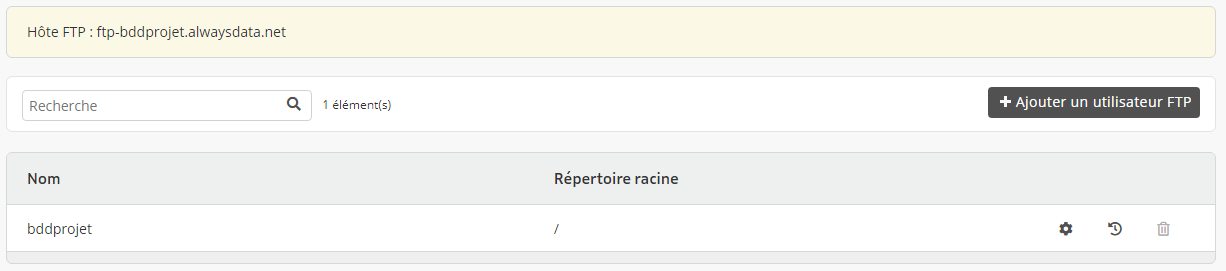 Hôte FTP : ftp-bddprojet.alwaysdata.net
Recherche
1 élément(s)
Ajouter un utilisateur FTP
Nom Répertoire racine
bddprojet /